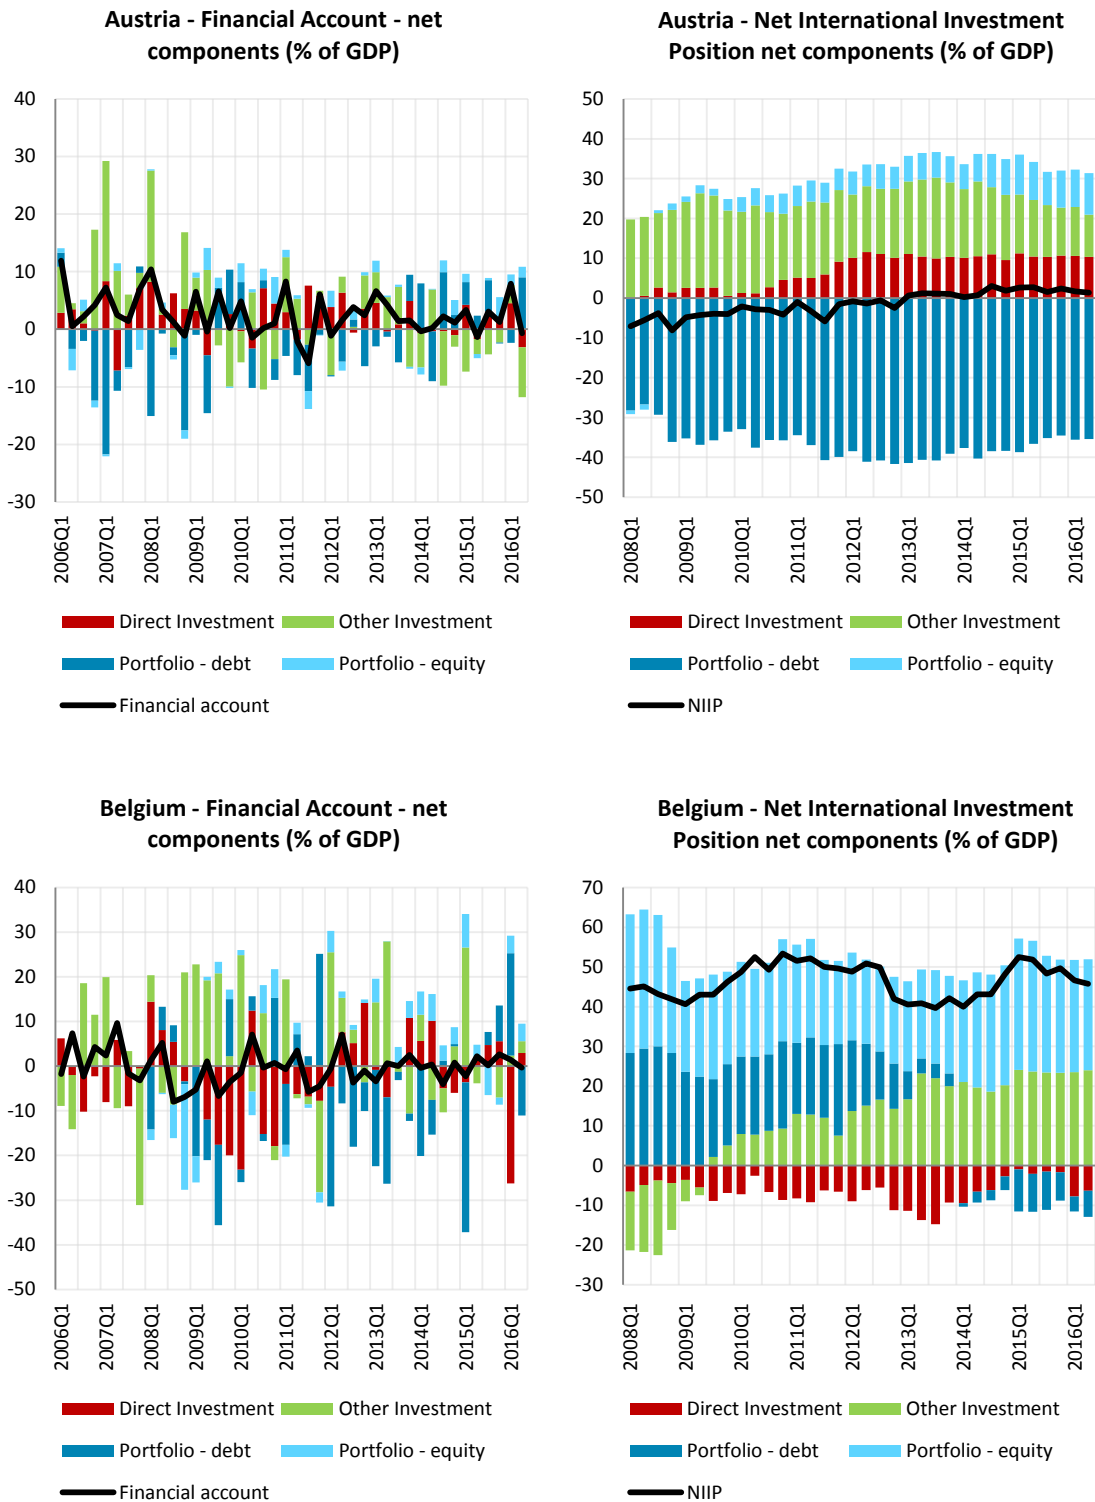 Austria - Financial Account - net
components (% of GDP)
40
30
20
10
0
-10
-20
-30
2006Q1
2007Q1
2008Q1
2009Q1
2010Q1
2011Q1
2012Q1
2013Q1
2014Q1
2015Q1
2016Q1
Direct Investment
Other Investment
Portfolio - debt
Portfolio - equity
Financial account
Austria - Net International Investment
Position net components (% of GDP)
50
40
30
20
10
0
-10
-20
-30
-40
-50
2008Q1
2009Q1
2010Q1
2011Q1
2012Q1
2013Q1
2014Q1
2015Q1
2016Q1
Direct Investment
Other Investment
Portfolio - debt
Portfolio - equity
NIIP
Belgium - Financial Account - net
components (% of GDP)
40
30
20
10
0
-10
-20
-30
-40
-50
2006Q1
2007Q1
2008Q1
2009Q1
2010Q1
2011Q1
2012Q1
2013Q1
2014Q1
2015Q1
2016Q1
Direct Investment
Other Investment
Portfolio - debt
Portfolio - equity
Financial account
Belgium - Net International Investment
Position net components (% of GDP)
70
60
50
40
30
20
10
0
-10
-20
-30
2008Q1
2009Q1
2010Q1
2011Q1
2012Q1
2013Q1
2014Q1
2015Q1
2016Q1
Direct Investment
Other Investment
Portfolio - debt
Portfolio - equity
NIIP